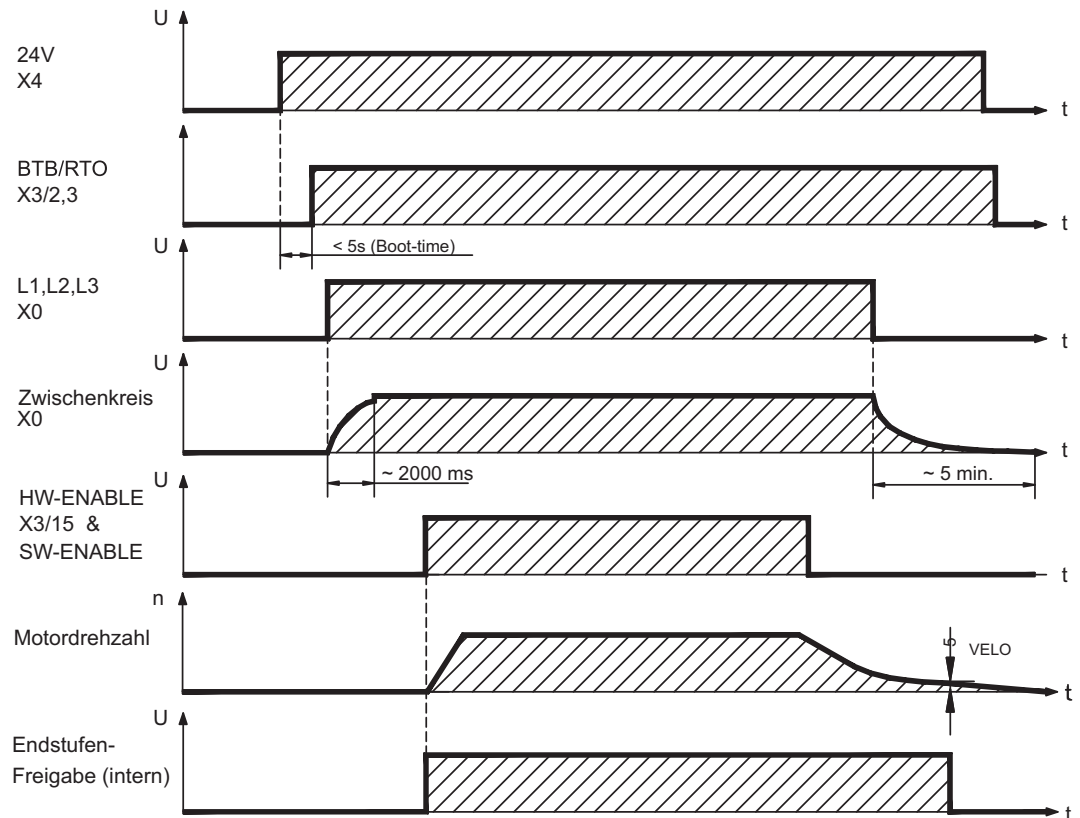 U
24V
X4
t
BTB/RTO
X3/2,3
t
< 5s (Boot-time)
U
L1,L2,L3
X0
t
U
Zwischenkreis
X0
t
~ 2000 ms
~ 5 min.
U
HW-ENABLE
X3/15 &
SW-ENABLE
t
n
Motordrehzahl
5
VELO
t
U
Endstufen-
Freigabe (intern)
t